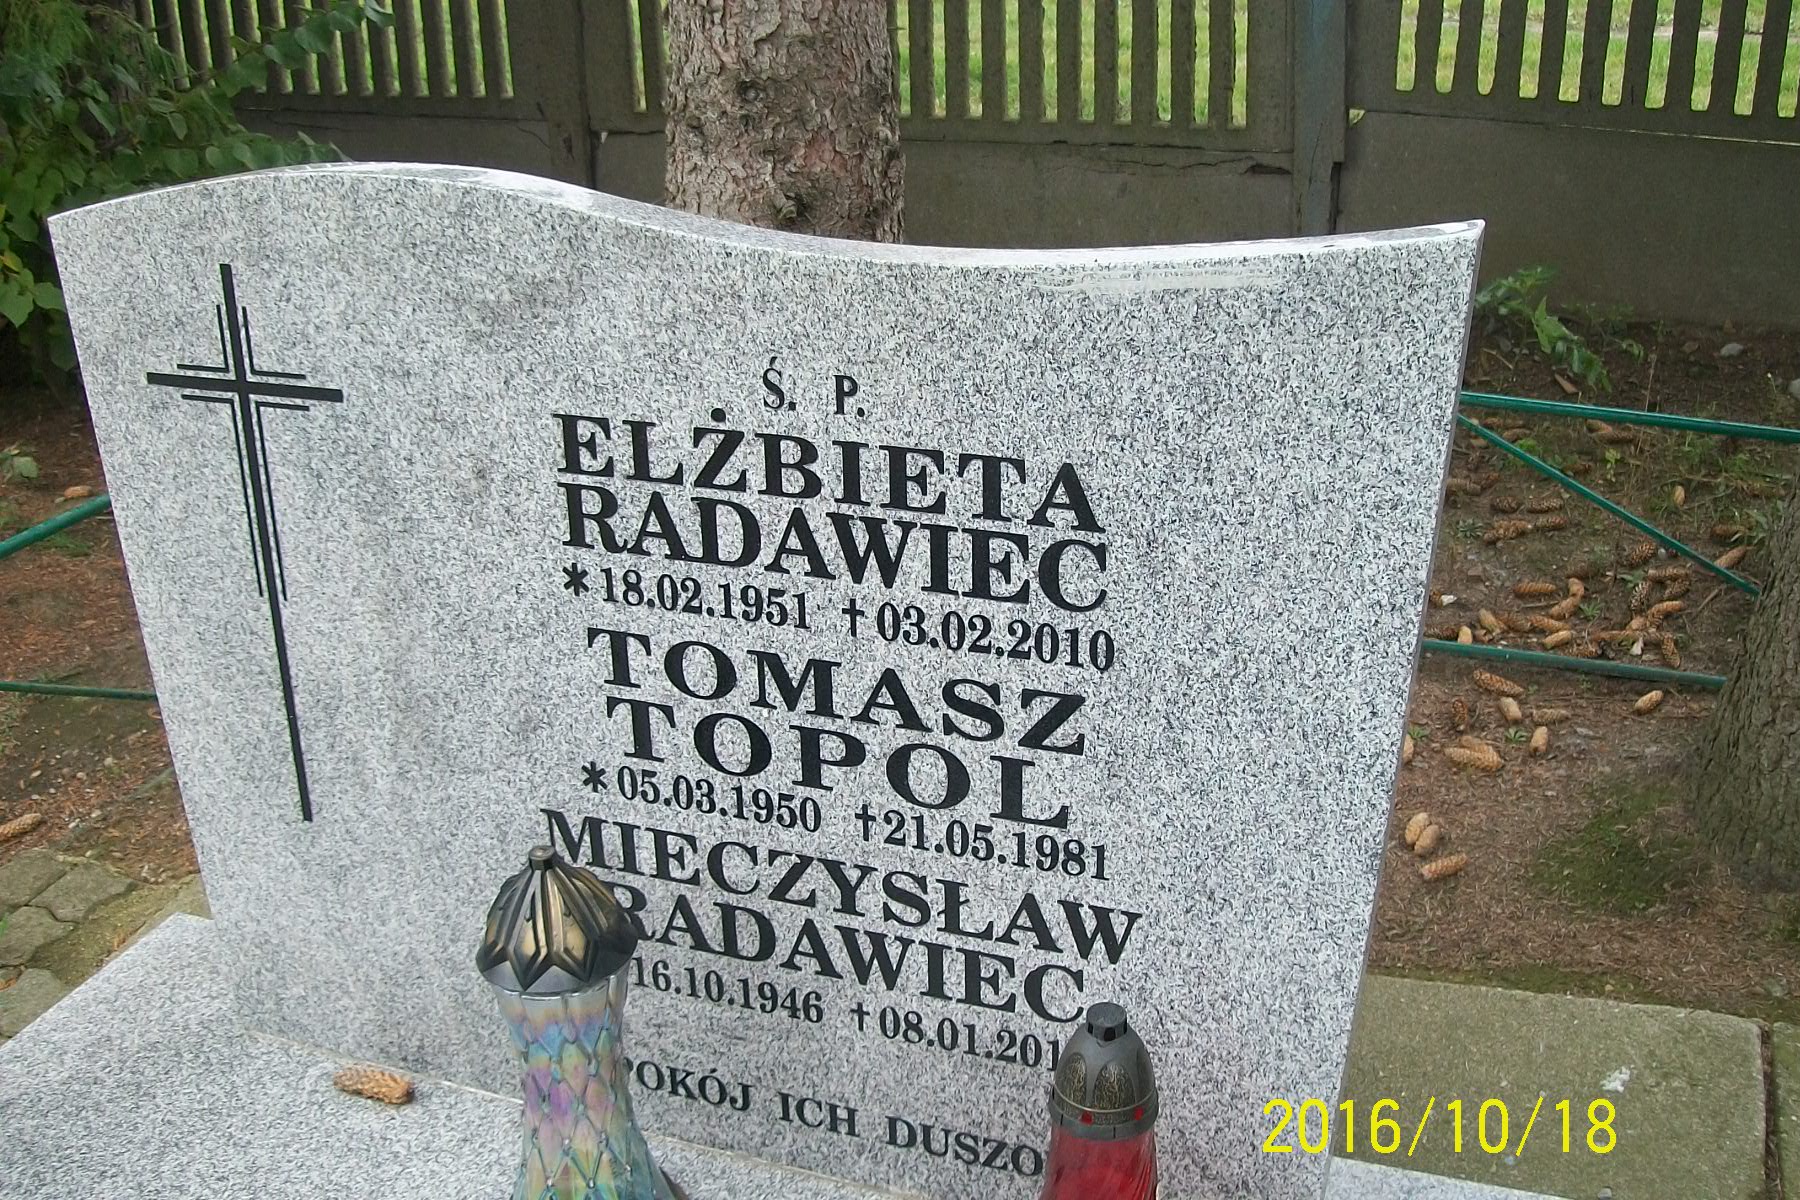 Ś. P.
ELŻBIETA
RADAWIEC
*18.02.1951 †03.02.2010
TOMASZ
TOPOL
*05.03.1950 †21.05.1981
MIECZYSŁAW
RADAWIEC
16.10.1946 †08.01.201
POKÓJ ICH
2016/10/18